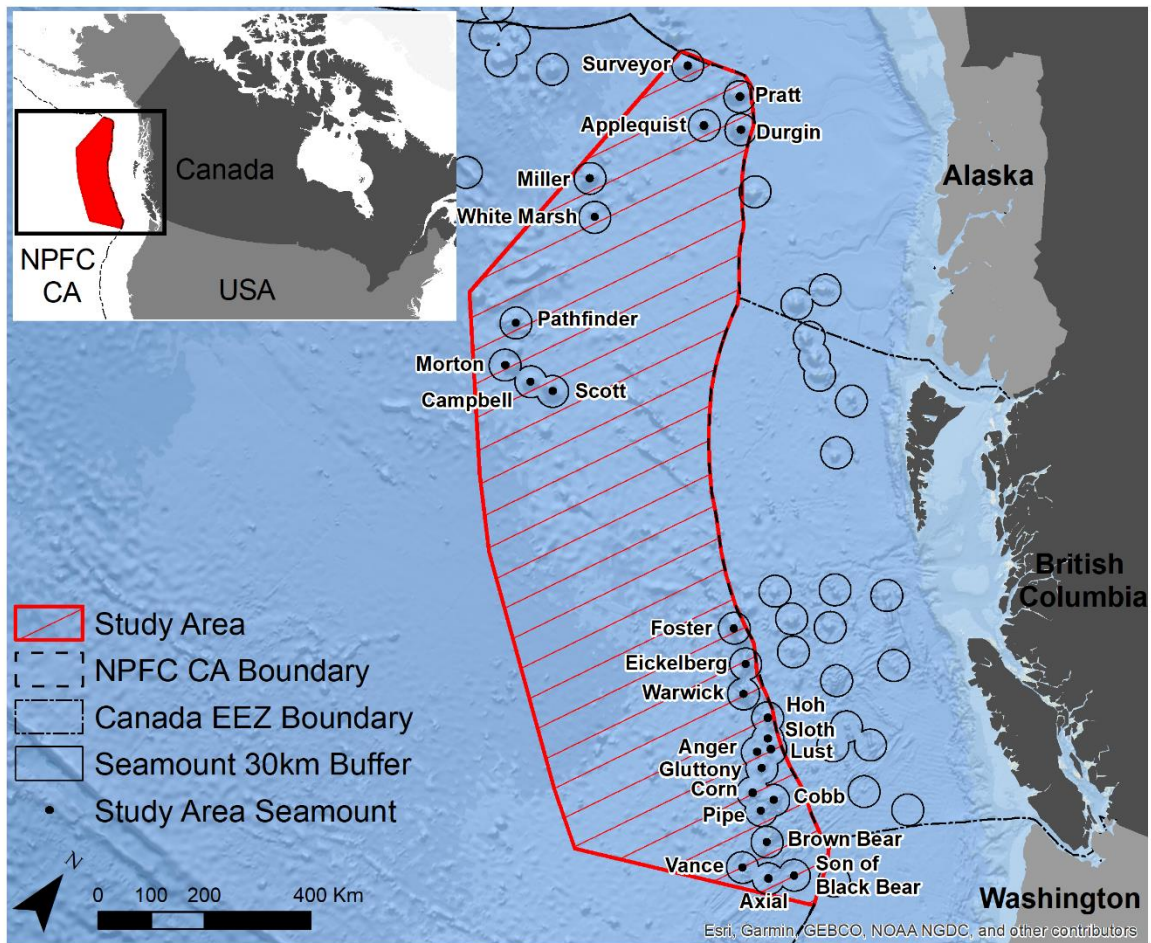 Canada
NPFC
CA
USA
Surveyor
Pratt
Applequist
Durgin
Miller
White Marsh
Alaska
Pathfinder
Morton
Campbell
Scott
British
Columbia
Foster
Eickelberg
Warwick
Hoh
Sloth
Anger
Lust
Gluttony
Corn
Cobb
Pipe
Brown Bear
Vance
Son of
Black Bear
Axial
Washington
Study Area
NPFC CA Boundary
Canada EEZ Boundary
Seamount 30km Buffer
Study Area Seamount
N
0 100 200 400 Km
Esri, Garmin, GEBCO, NOAA NGDC, and other contributors